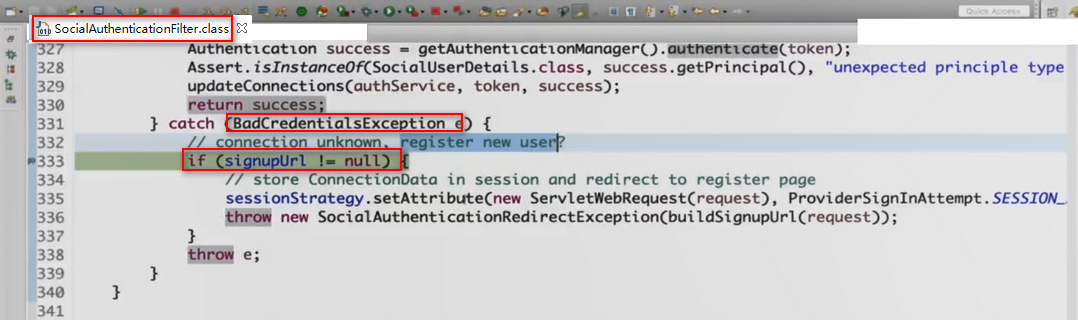 Quick Access
SocialAuthenticationFilter.class
327 Authentication success = getAuthenticationManager().authenticate(token);
328 Assert.isInstanceOf(SocialUserDetails.class, success.getPrincipal(), "unexpected principle type
329 updateConnections(authService, token, success);
330 return success;
331 } catch (BadCredentialsException e) {
332 // connection unknown, register new user?
333 if (signupUrl != null) {
334 // store ConnectionData in session and redirect to register page
335 sessionStrategy.setAttribute(new ServletWebRequest(request), ProviderSignInAttempt.SESSION_
336 throw new SocialAuthenticationRedirectException(buildSignupUrl(request));
337 }
338 throw e;
339 }
340 }
341